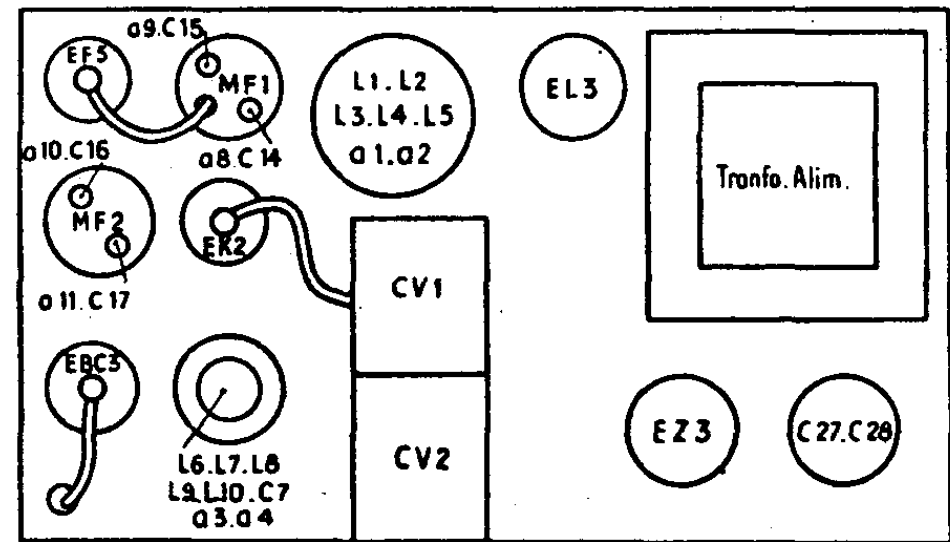 a9.C15
EF5
MF1
a8.C14
L1.L2
L3.L4.L5
a1.a2
EL3
Tranfo.Alim.
a10.C16
MF2
a11.C17
EK2
CV1
EBC3
L6.L7.L8
L9.L10.C7
a3.a4
CV2
EZ3
C27.C28